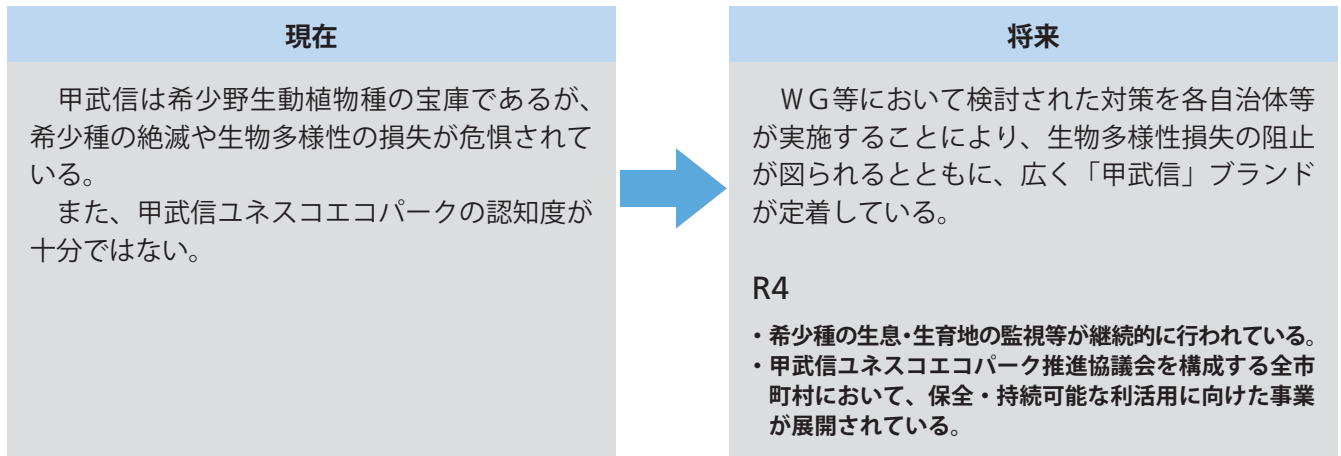 現在
甲武信は希少野生動植物種の宝庫であるが、
希少種の絶滅や生物多様性の損失が危惧されて
いる。
また、甲武信ユネスコエコパークの認知度が
十分ではない。
将来
ＷＧ等において検討された対策を各自治体等
が実施することにより、生物多様性損失の阻止
が図られるとともに、広く「甲武信」ブランド
が定着している。
R4
・希少種の生息・生育地の監視等が継続的に行われている。
・甲武信ユネスコエコパーク推進協議会を構成する全市
町村において、保全・持続可能な利活用に向けた事業
が展開されている。